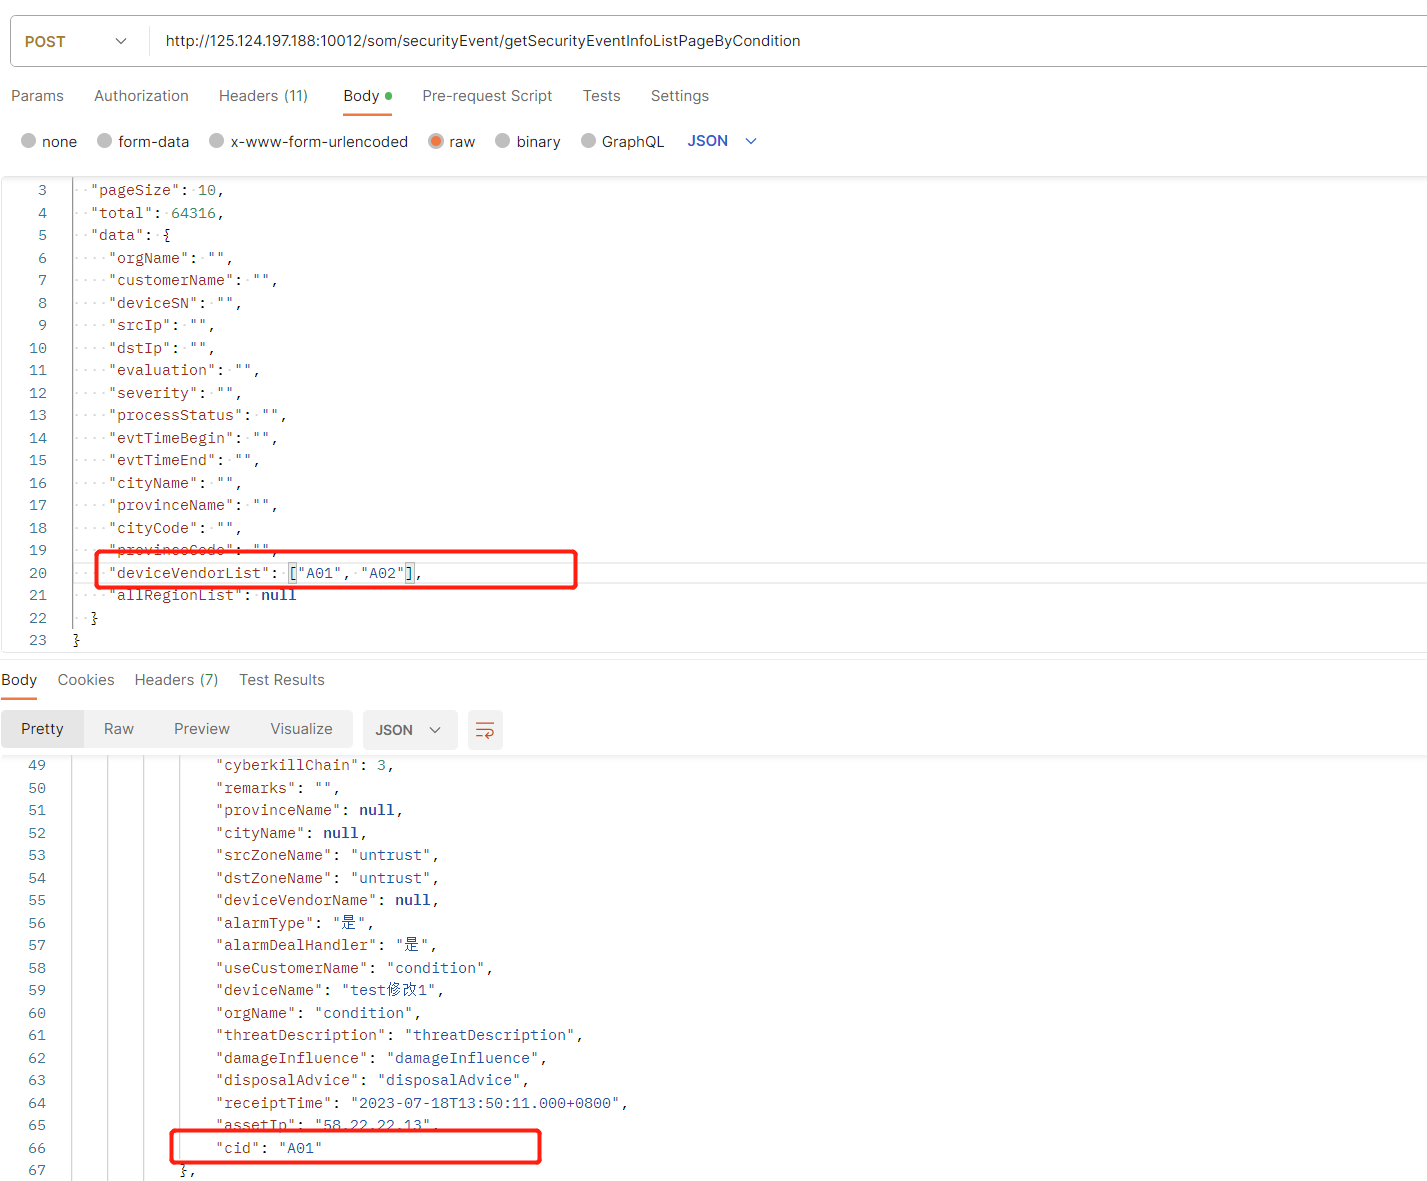 POST http://125.124.197.188:10012/som/securityEvent/getSecurityEventInfoListPageByCondition
Params Authorization Headers (11) Body Pre-request Script Tests Settings
none form-data x-www-form-urlencoded raw binary GraphQL JSON
3 "pageSize": 10,
4 "total": 64316,
5 "data": {
6 "orgName": "",
7 "customerName": "",
8 "deviceSN": "",
9 "srcIp": "",
10 "dstIp": "",
11 "evaluation": "",
12 "severity": "",
13 "processStatus": "",
14 "evtTimeBegin": "",
15 "evtTimeEnd": "",
16 "cityName": "",
17 "provinceName": "",
18 "cityCode": "",
19 "provinceCode": "",
20 "deviceVendorList": ["A01", "A02"],
21 "allRegionList": null
22 }
23 }
Body Cookies Headers (7) Test Results
Pretty Raw Preview Visualize JSON
49 "cyberkillChain": 3,
50 "remarks": "",
51 "provinceName": null,
52 "cityName": null,
53 "srcZoneName": "untrust",
54 "dstZoneName": "untrust",
55 "deviceVendorName": null,
56 "alarmType": "是",
57 "alarmDealHandler": "是",
58 "useCustomerName": "condition",
59 "deviceName": "test修改1",
60 "orgName": "condition",
61 "threatDescription": "threatDescription",
62 "damageInfluence": "damageInfluence",
63 "disposalAdvice": "disposalAdvice",
64 "receiptTime": "2023-07-18T13:50:11.000+0800",
65 "assetIp": "58.22.22.13",
66 "cid": "A01"
67 },